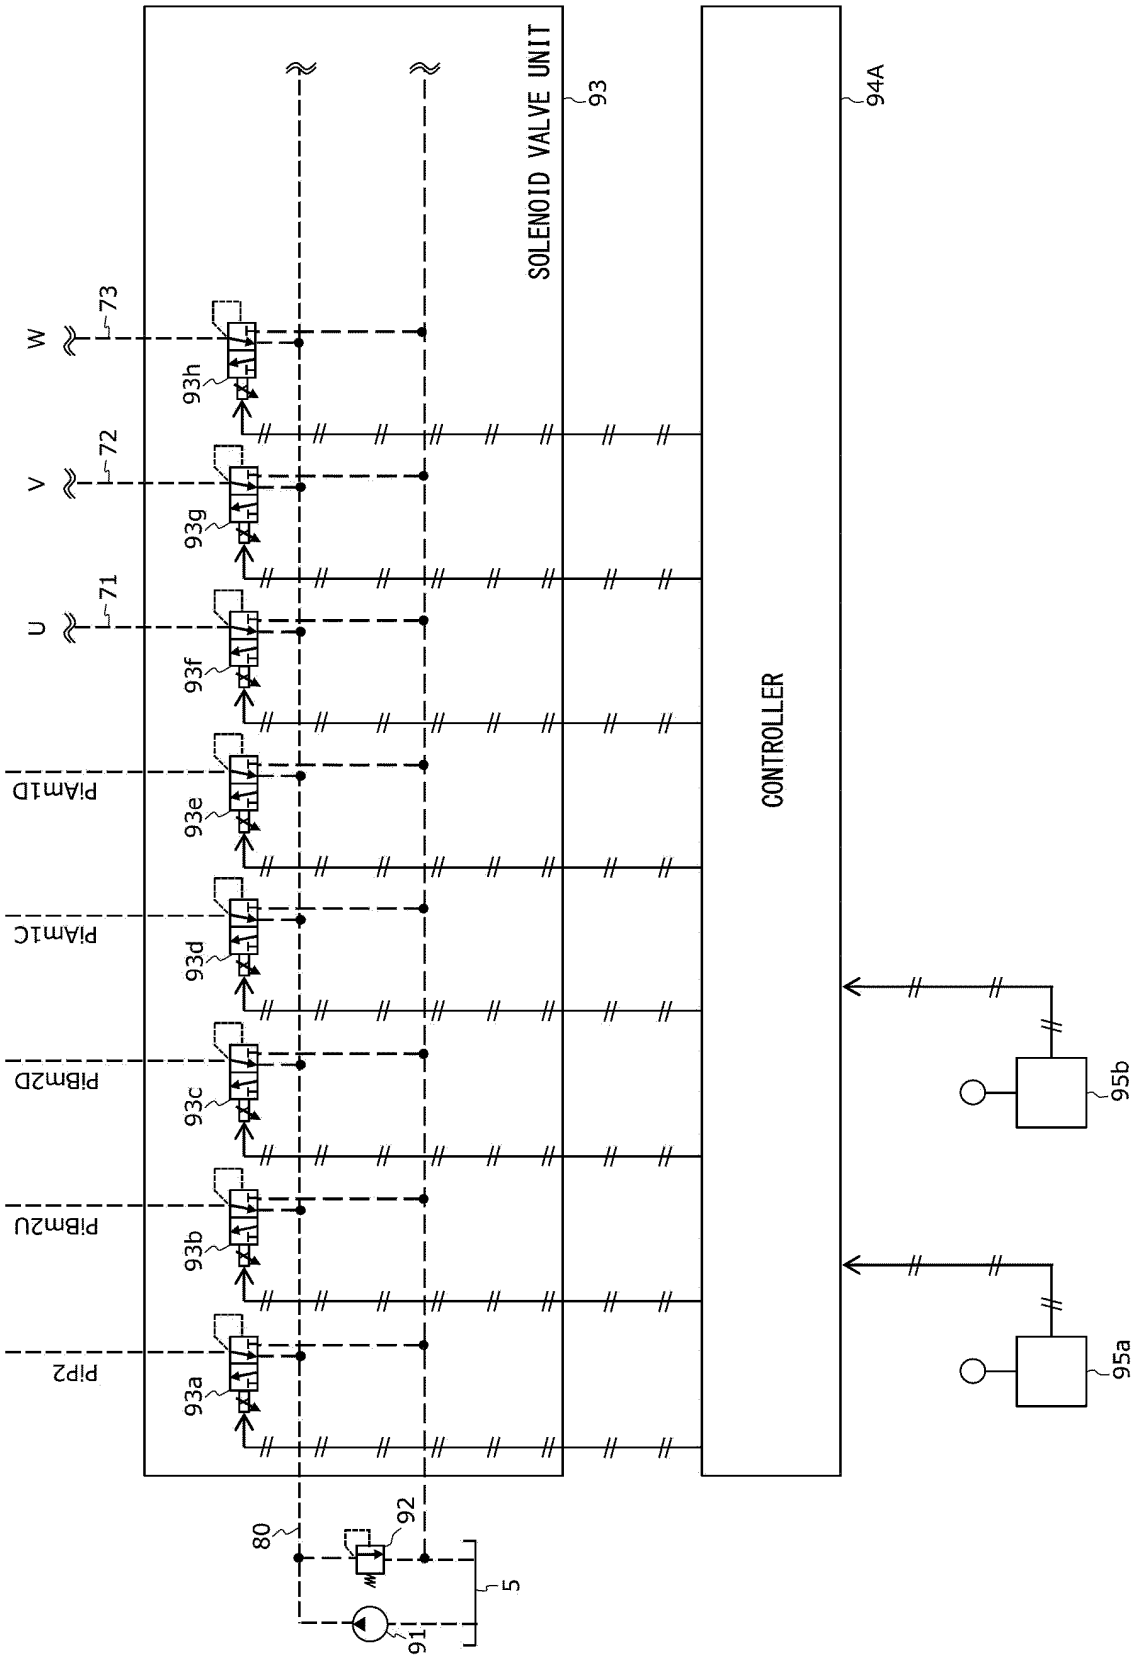 W
V
U
73
72
71
PiAm1D
PiAm1C
PiBm2D
PiBm2U
PiP2
93h
93g
93f
93e
93d
93c
93b
93a
SOLENOID VALVE UNIT
93
80
92
91
5
CONTROLLER
94A
95b
95a